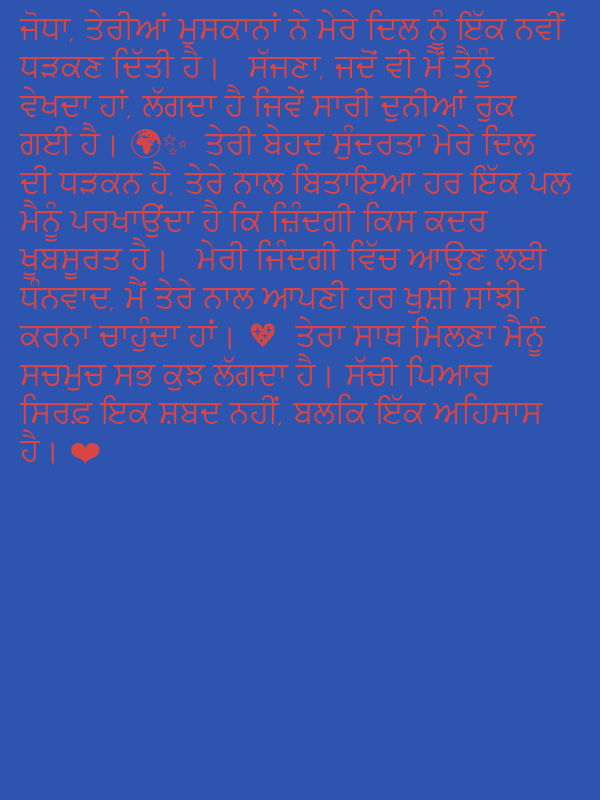 ਜੋਧਾ, ਤੇਰੀਆਂ ਮੁਸਕਾਨਾਂ ਨੇ ਮੇਰੇ ਦਿਲ ਨੂੰ ਇੱਕ ਨਵੀਂ
ਧੜਕਣ ਦਿੱਤੀ ਹੈ। ਸੱਜਣਾ, ਜਦੋਂ ਵੀ ਮੈਂ ਤੈਨੂੰ
ਵੇਖਦਾ ਹਾਂ, ਲੱਗਦਾ ਹੈ ਜਿਵੇਂ ਸਾਰੀ ਦੁਨੀਆਂ ਰੁਕ
ਗਈ ਹੈ। 🌍✨ ਤੇਰੀ ਬੇਹਦ ਸੁੰਦਰਤਾ ਮੇਰੇ ਦਿਲ
ਦੀ ਧੜਕਨ ਹੈ, ਤੇਰੇ ਨਾਲ ਬਿਤਾਇਆ ਹਰ ਇੱਕ ਪਲ
ਮੈਨੂੰ ਪਰਖਾਉਂਦਾ ਹੈ ਕਿ ਜ਼ਿੰਦਗੀ ਕਿਸ ਕਦਰ
ਖੂਬਸੂਰਤ ਹੈ। ਮੇਰੀ ਜਿੰਦਗੀ ਵਿੱਚ ਆਉਣ ਲਈ
ਧੰਨਵਾਦ, ਮੈਂ ਤੇਰੇ ਨਾਲ ਆਪਣੀ ਹਰ ਖੁਸ਼ੀ ਸਾਂਝੀ
ਕਰਨਾ ਚਾਹੁੰਦਾ ਹਾਂ। 💖 ਤੇਰਾ ਸਾਥ ਮਿਲਣਾ ਮੈਨੂੰ
ਸਚਮੁਚ ਸਭ ਕੁਝ ਲੱਗਦਾ ਹੈ। ਸੱਚੀ ਪਿਆਰ
ਸਿਰਫ਼ ਇਕ ਸ਼ਬਦ ਨਹੀਂ, ਬਲਕਿ ਇੱਕ ਅਹਿਸਾਸ
ਹੈ। ❤